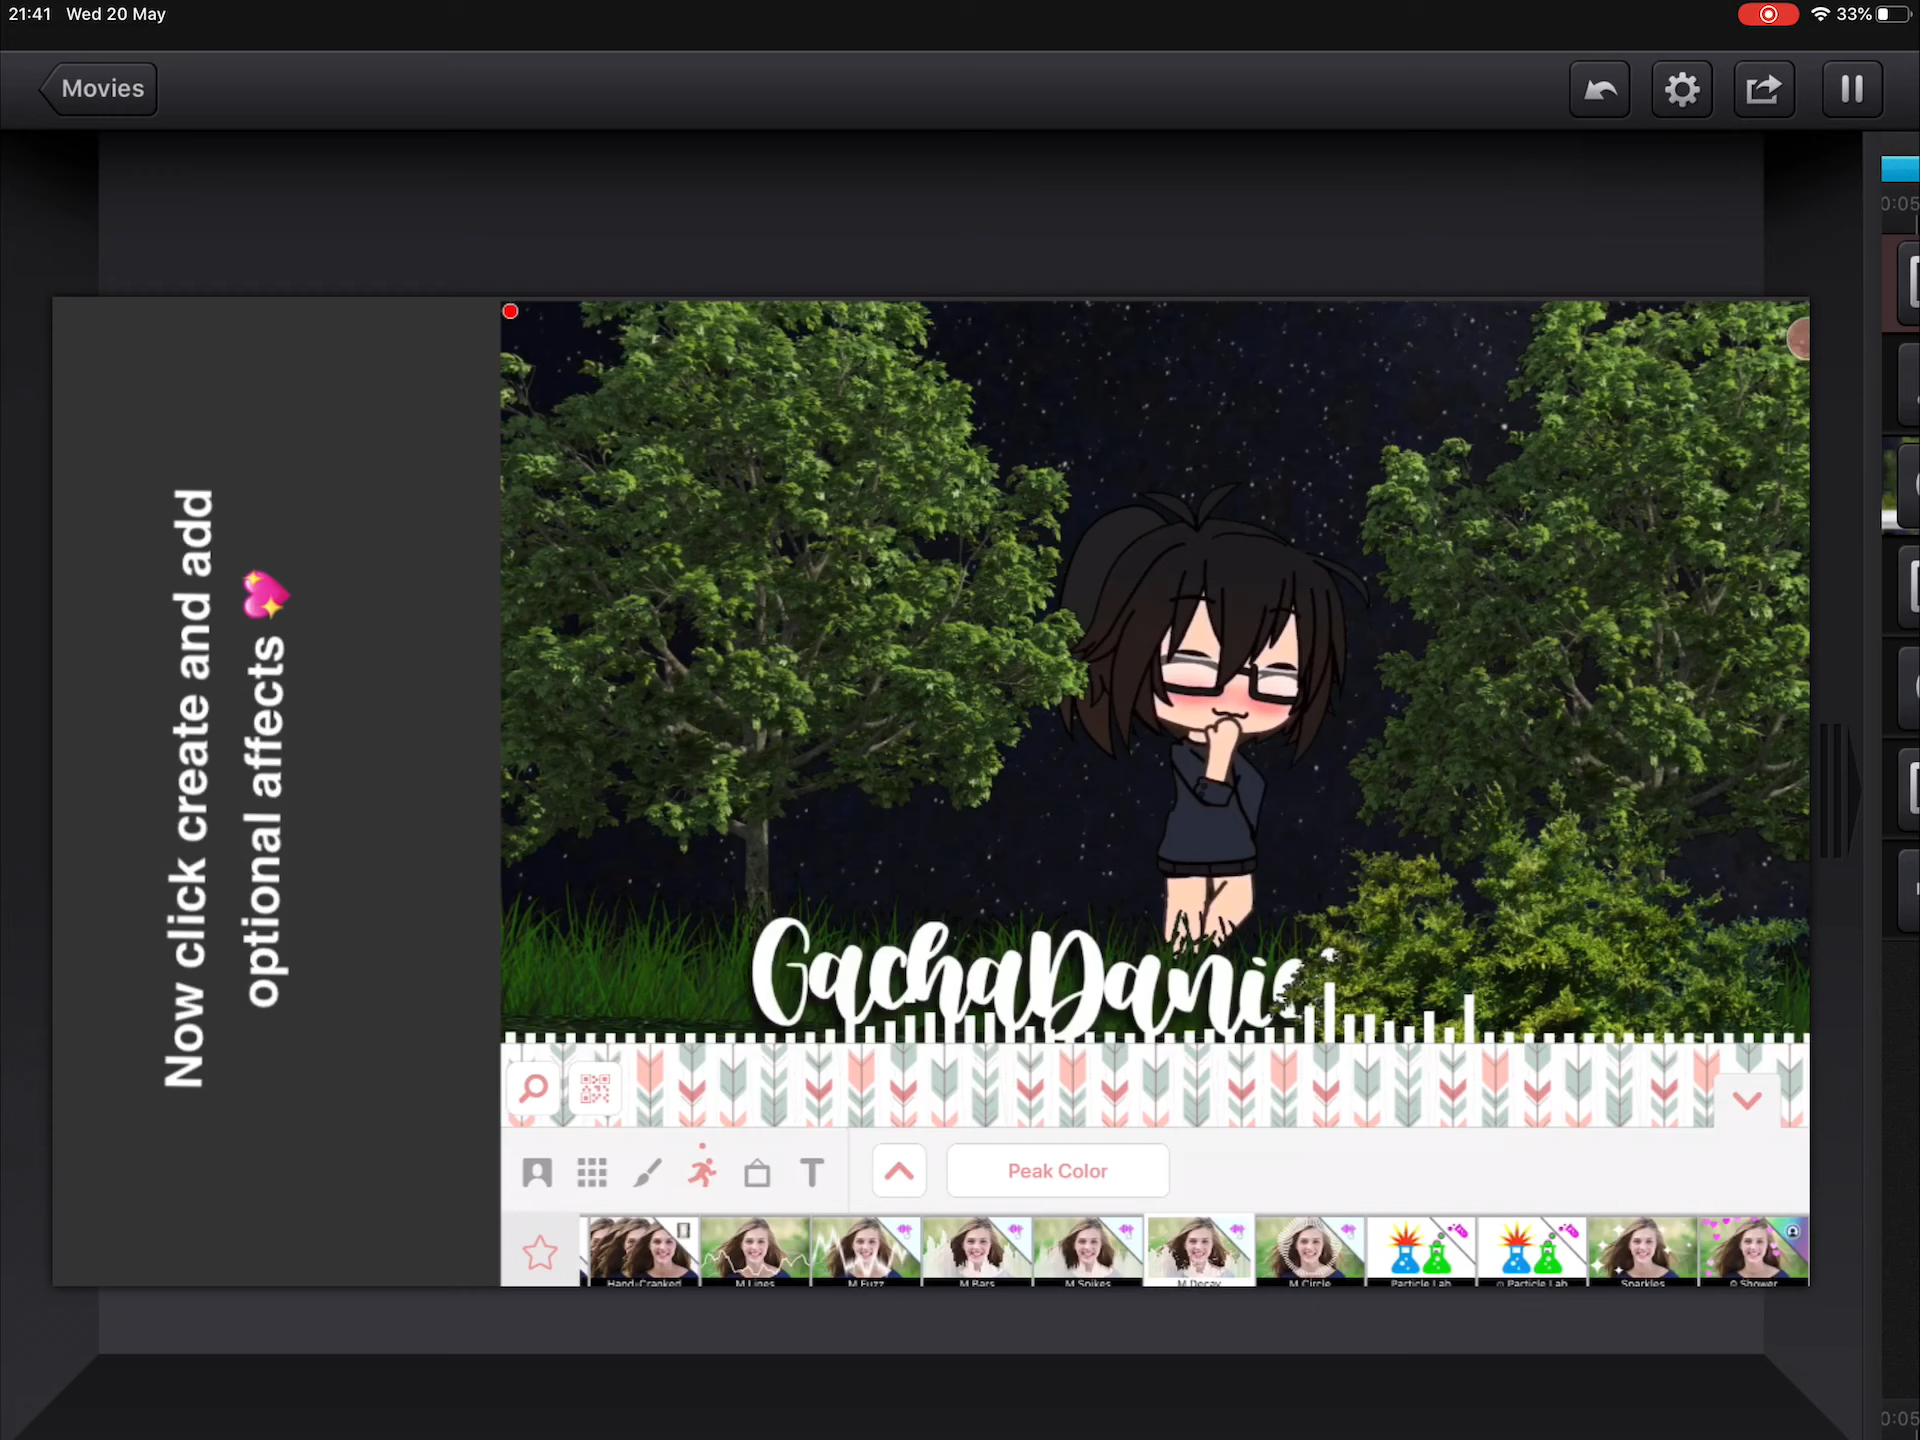 21:41 Wed 20 May
33%
Movies
0:05
Now click create and add
optional affects 💖
GachaDani
Peak Color
Hand-Cranked
M Lines
M Fuzz
M Bars
M Spikes
M Decay
M Circle
Particle Lab
Particle Lab
Sparkles
Shower
0:05